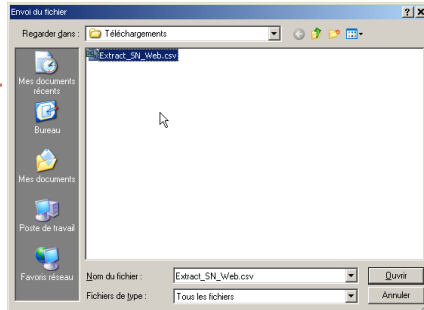 Envoi du fichier
Regarder dans :
Téléchargements
Extract_SN_Web.csv
Mes documents
récents
Bureau
Mes documents
Poste de travail
Favoris réseau
Nom du fichier :
Extract_SN_Web.csv
Ouvrir
Fichiers de type :
Tous les fichiers
Annuler